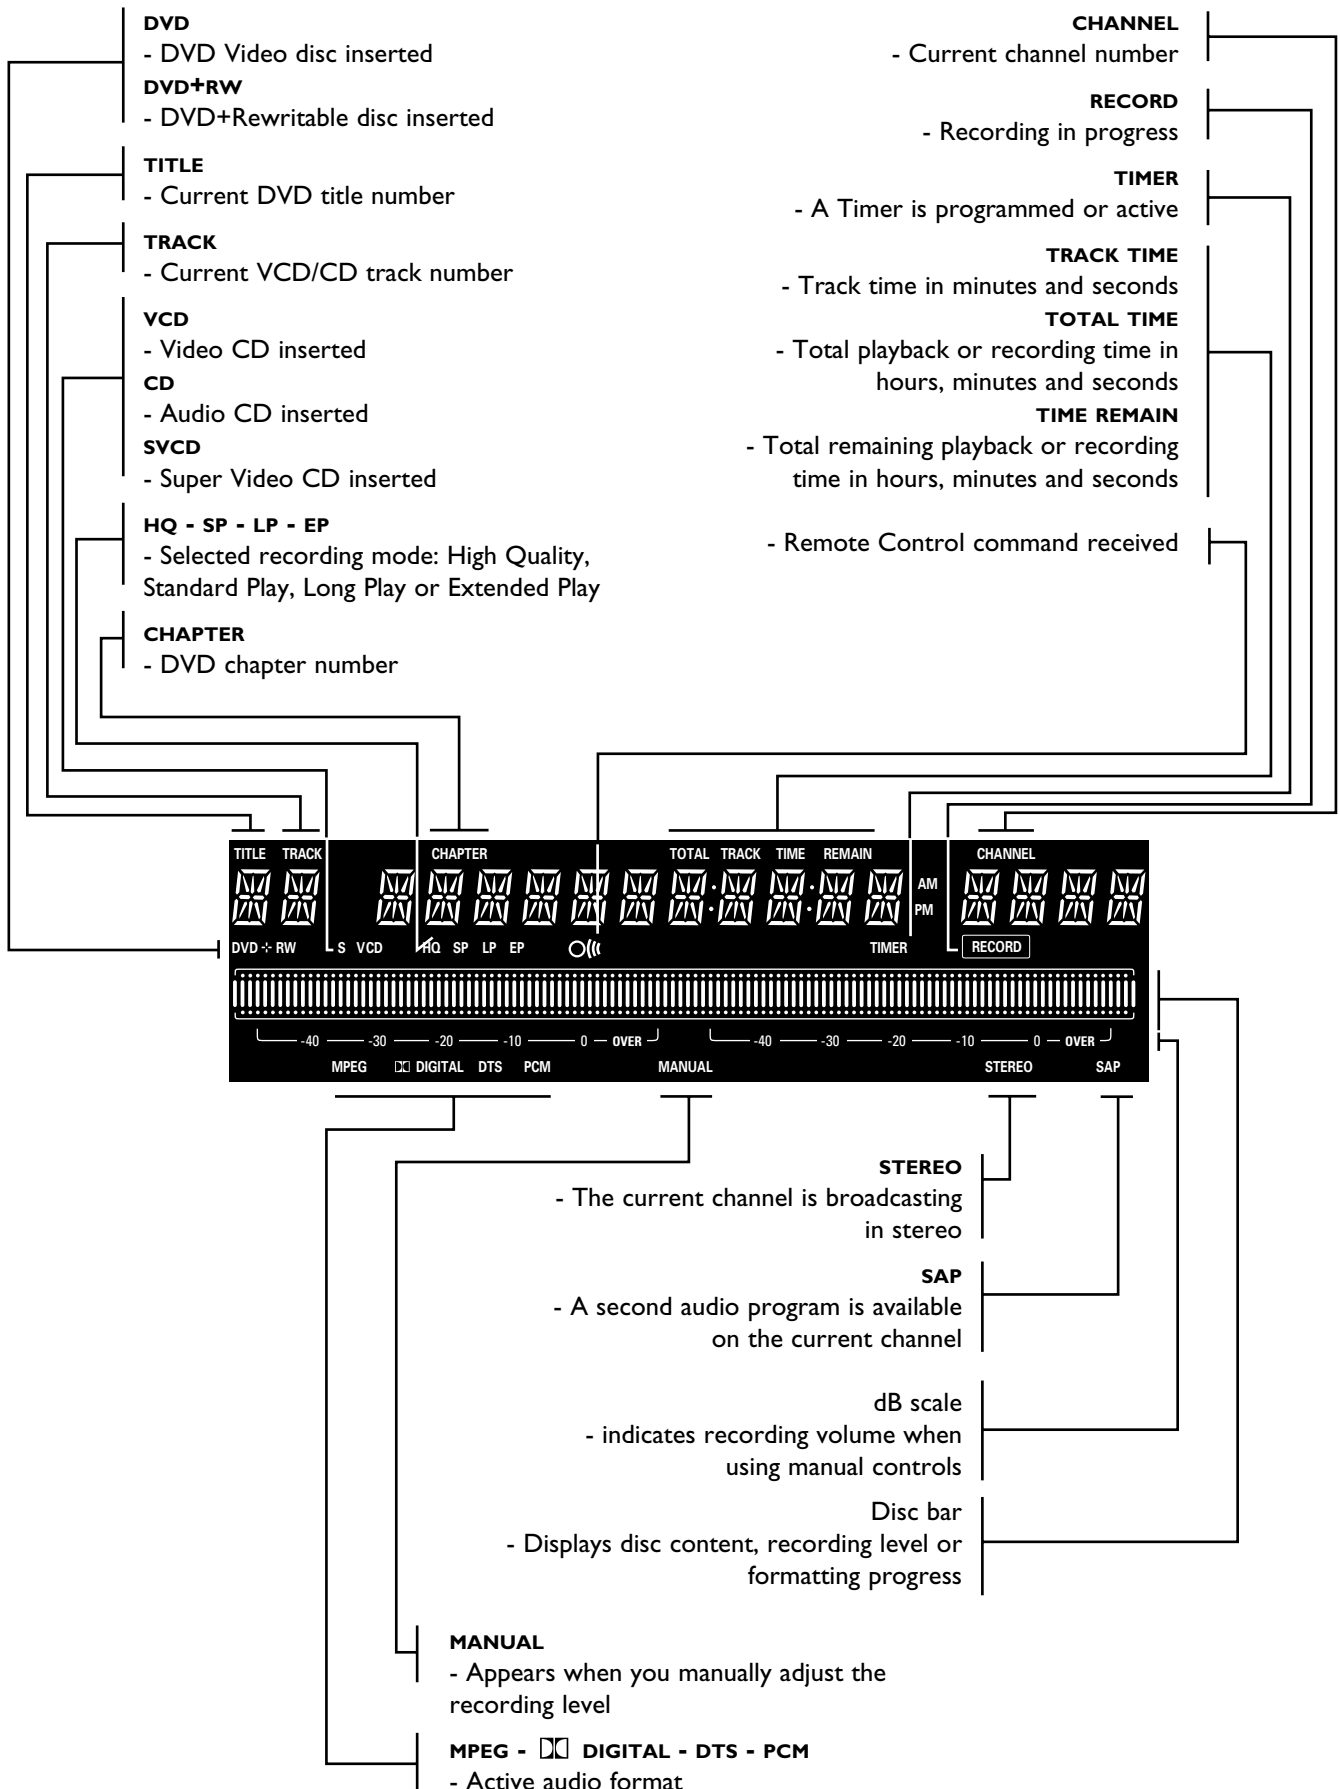 DVD
- DVD Video disc inserted
DVD+RW
- DVD+Rewritable disc inserted
TITLE
- Current DVD title number
TRACK
- Current VCD/CD track number
VCD
- Video CD inserted
CD
- Audio CD inserted
SVCD
- Super Video CD inserted
HQ - SP - LP - EP
- Selected recording mode: High Quality,
Standard Play, Long Play or Extended Play
CHAPTER
- DVD chapter number
CHANNEL
- Current channel number
RECORD
- Recording in progress
TIMER
- A Timer is programmed or active
TRACK TIME
- Track time in minutes and seconds
TOTAL TIME
- Total playback or recording time in
hours, minutes and seconds
TIME REMAIN
- Total remaining playback or recording
time in hours, minutes and seconds
- Remote Control command received
TITLE TRACK CHAPTER TOTAL TRACK TIME REMAIN CHANNEL
AM
PM
DVD + RW S VCD HQ SP LP EP TIMER RECORD
-40 -30 -20 -10 0 OVER -40 -30 -20 -10 0 OVER
MPEG DIGITAL DTS PCM MANUAL STEREO SAP
STEREO
- The current channel is broadcasting
in stereo
SAP
- A second audio program is available
on the current channel
dB scale
- indicates recording volume when
using manual controls
Disc bar
- Displays disc content, recording level or
formatting progress
MANUAL
- Appears when you manually adjust the
recording level
MPEG - DIGITAL - DTS - PCM
- Active audio format